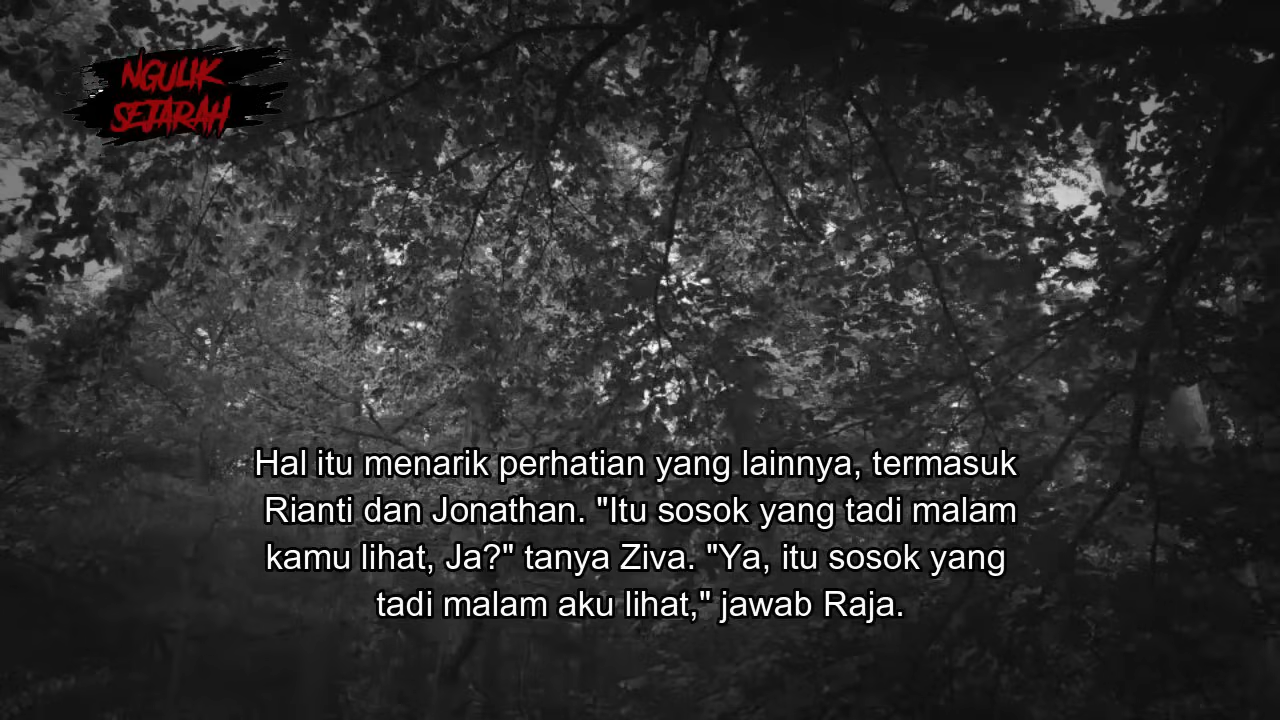 NGULIK
SEJARAH
Hal itu menarik perhatian yang lainnya, termasuk
Rianti dan Jonathan. "Itu sosok yang tadi malam
kamu lihat, Ja?" tanya Ziva. "Ya, itu sosok yang
tadi malam aku lihat," jawab Raja.